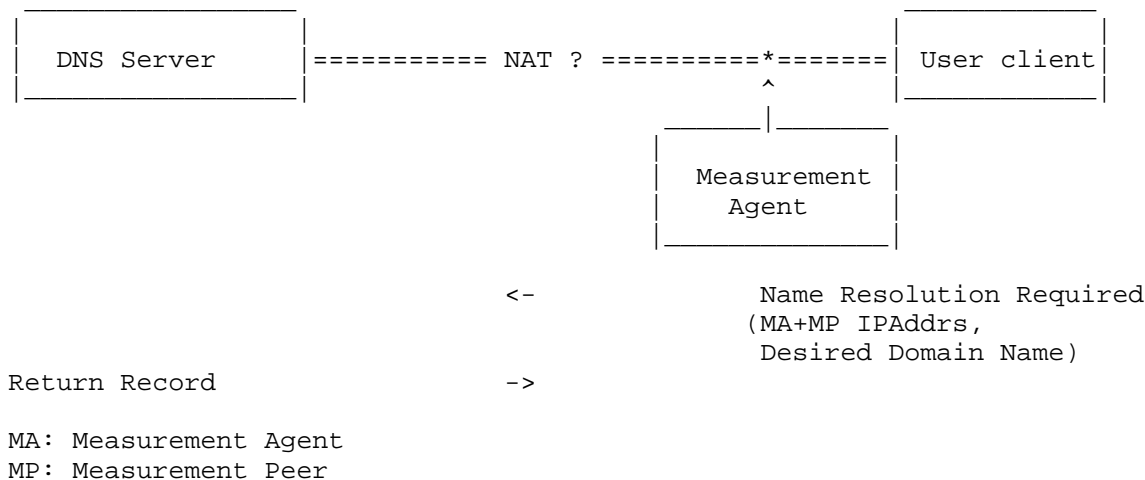 DNS Server =========== NAT ? ==========*======= User client
^
Measurement
Agent
<- Name Resolution Required
(MA+MP IPAddrs,
Desired Domain Name)
Return Record ->
MA: Measurement Agent
MP: Measurement Peer